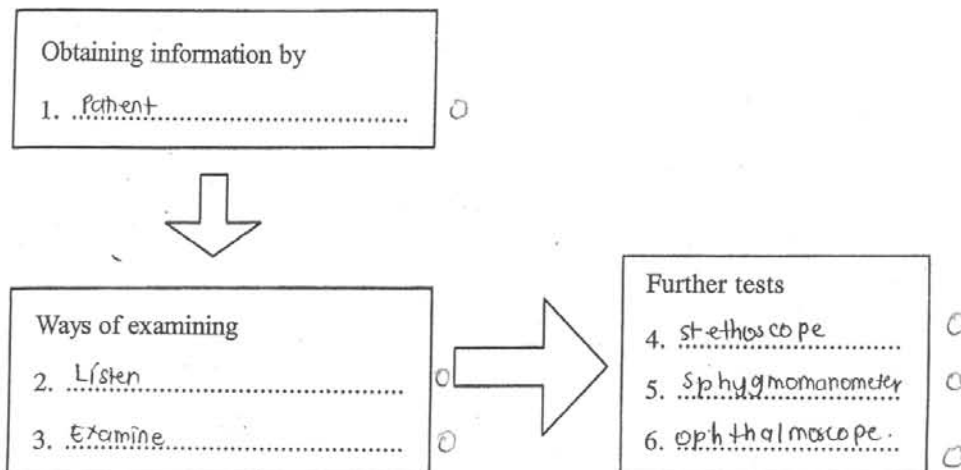 Obtaining information by
1. Patient
O
Ways of examining
2. Listen
O
3. Examine
O
Further tests
4. stethoscope
O
5. sphygmomanometer
O
6. ophthalmoscope.
O